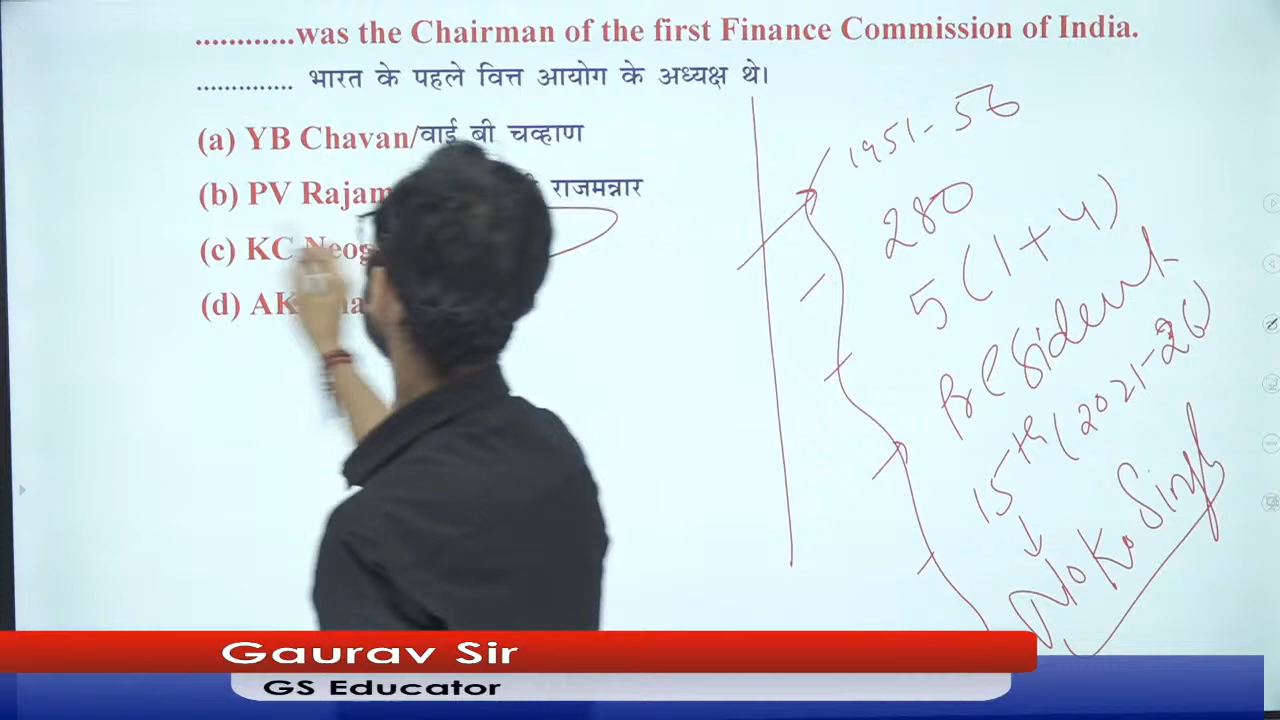 ............was the Chairman of the first Finance Commission of India.
.............. भारत के पहले वित्त आयोग के अध्यक्ष थे।
(a) YB Chavan/वाई बी चव्हाण
(b) PV Rajam राजमन्नार
(c) KC Neog
(d) AK
1951-56
280
5 (1+4)
President
15th (2021-26)
N.K. Singh
Gaurav Sir
GS Educator